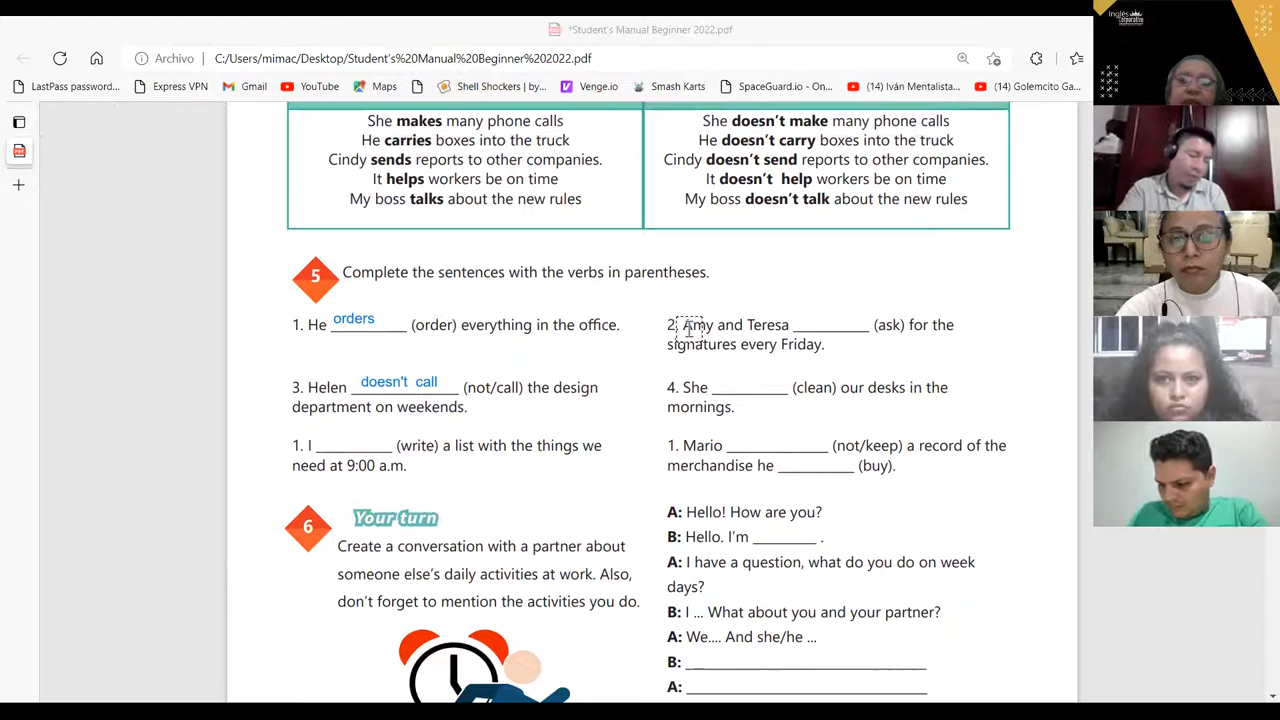 *Student's Manual Beginner 2022.pdf
Archivo
C:/Users/mimac/Desktop/Student's%20Manual%20Beginner%202022.pdf
LastPass password...
Express VPN
Gmail
YouTube
Maps
Shell Shockers | by...
Venge.io
Smash Karts
SpaceGuard.io - On...
(14) Iván Mentalista...
(14) Golemcito Ga...
Inglés
Corporativo
She makes many phone calls
He carries boxes into the truck
Cindy sends reports to other companies.
It helps workers be on time
My boss talks about the new rules
She doesn't make many phone calls
He doesn't carry boxes into the truck
Cindy doesn't send reports to other companies.
It doesn't help workers be on time
My boss doesn't talk about the new rules
5 Complete the sentences with the verbs in parentheses.
1. He orders (order) everything in the office.
2. Amy and Teresa _________ (ask) for the
signatures every Friday.
3. Helen doesn't call (not/call) the design
department on weekends.
4. She _________ (clean) our desks in the
mornings.
1. I _________ (write) a list with the things we
need at 9:00 a.m.
1. Mario ____________ (not/keep) a record of the
merchandise he _________ (buy).
6 Your turn
Create a conversation with a partner about
someone else's daily activities at work. Also,
don't forget to mention the activities you do.
A: Hello! How are you?
B: Hello. I'm ________ .
A: I have a question, what do you do on week
days?
B: I ... What about you and your partner?
A: We.... And she/he ...
B: ____________________________
A: ____________________________